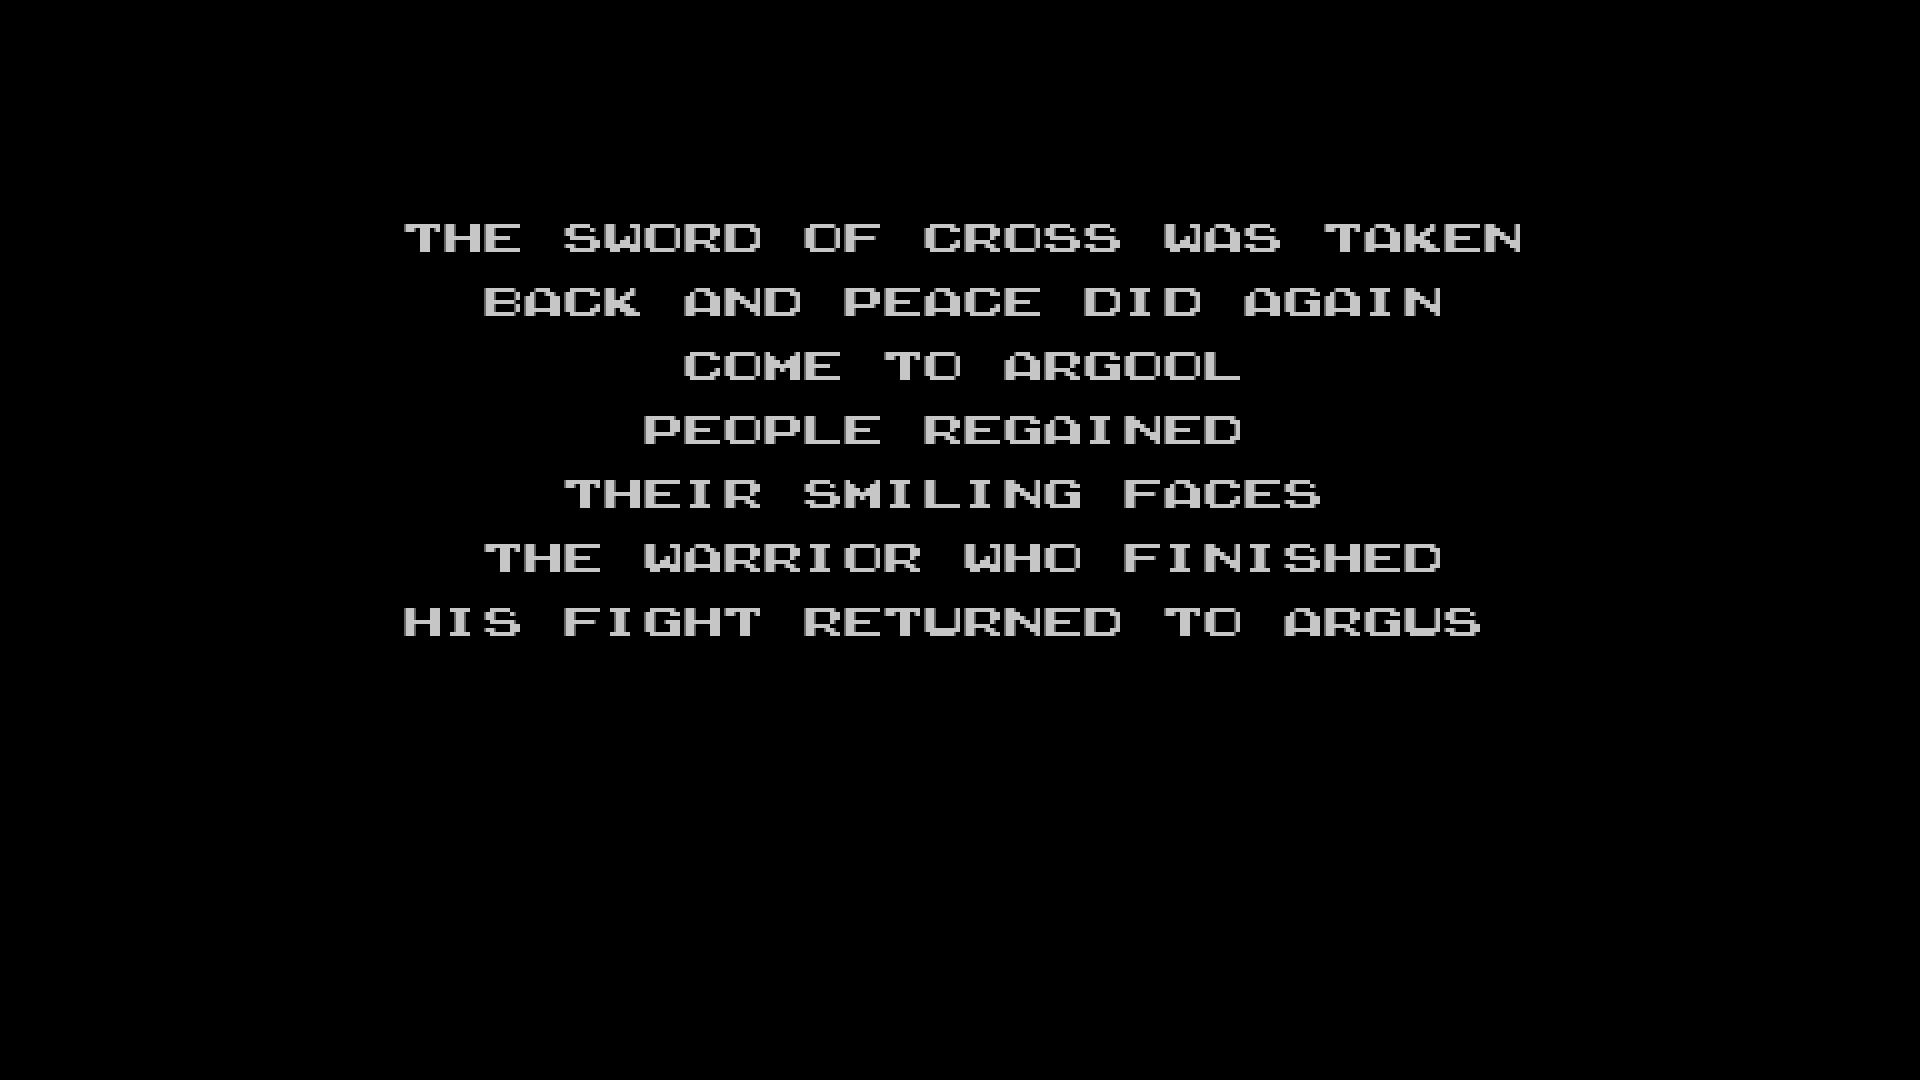 THE SWORD OF CROSS WAS TAKEN
BACK AND PEACE DID AGAIN
COME TO ARGOOL
PEOPLE REGAINED
THEIR SMILING FACES
THE WARRIOR WHO FINISHED
HIS FIGHT RETURNED TO ARGUS